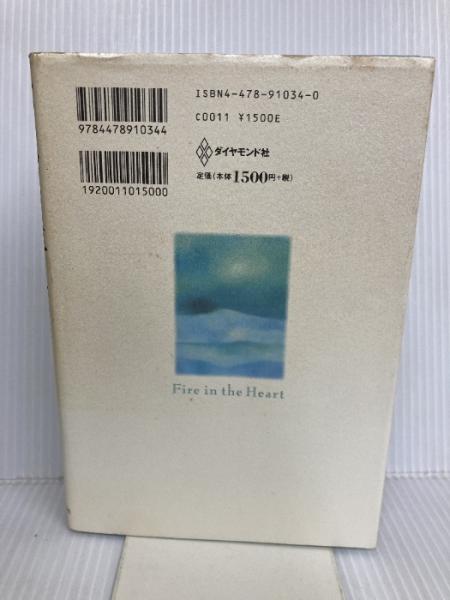 ISBN4-478-91034-0
C0011 ¥1500E
9784478910344
ダイヤモンド社
定価(本体1500円+税)
1920011015000
Fire in the Heart